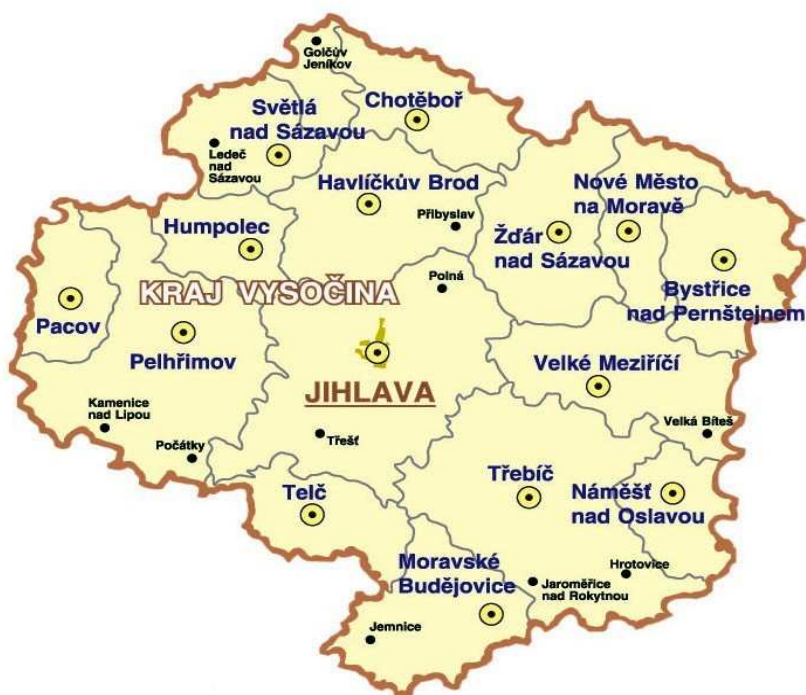 Golčův
Jeníkov
Světlá
nad Sázavou
Chotěboř
Ledeč
nad
Sázavou
Havlíčkův Brod
Přibyslav
Nové Město
na Moravě
Humpolec
Žďár
nad Sázavou
Polná
Bystřice
nad Pernštejnem
KRAJ VYSOČINA
Pacov
Pelhřimov
Velké Meziříčí
JIHLAVA
Kamenice
nad Lipou
Počátky
Třešť
Velká Bíteš
Telč
Třebíč
Náměšť
nad Oslavou
Moravské
Budějovice
Hrotovice
Jaroměřice
nad Rokytnou
Jemnice